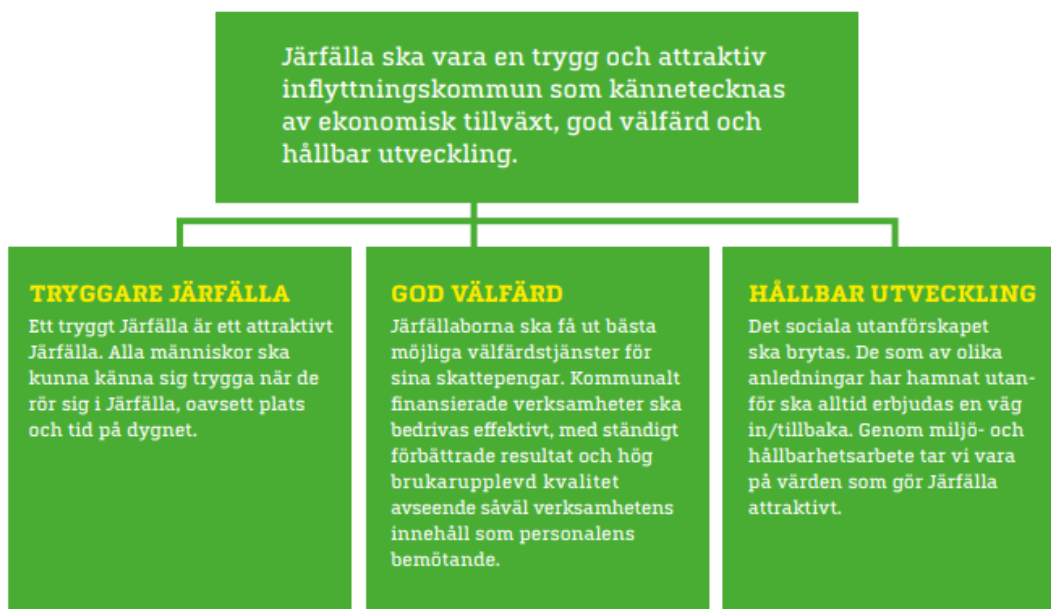 Järfälla ska vara en trygg och attraktiv
inflyttningskommun som kännetecknas
av ekonomisk tillväxt, god välfärd och
hållbar utveckling.
TRYGGARE JÄRFÄLLA
Ett tryggt Järfälla är ett attraktivt
Järfälla. Alla människor ska
kunna känna sig trygga när de
rör sig i Järfälla, oavsett plats
och tid på dygnet.
GOD VÄLFÄRD
Järfällaborna ska få ut bästa
möjliga välfärdstjänster för
sina skattepengar. Kommunalt
finansierade verksamheter ska
bedrivas effektivt, med ständigt
förbättrade resultat och hög
brukarupplevd kvalitet
avseende såväl verksamhetens
innehåll som personalens
bemötande.
HÅLLBAR UTVECKLING
Det sociala utanförskapet
ska brytas. De som av olika
anledningar har hamnat utan-
för ska alltid erbjudas en väg
in/tillbaka. Genom miljö- och
hållbarhetsarbete tar vi vara
på värden som gör Järfälla
attraktivt.